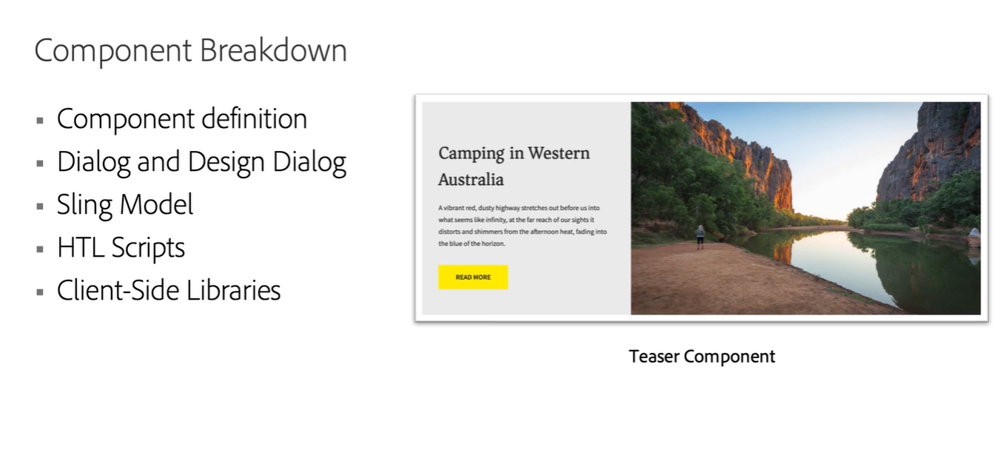 Component Breakdown
▪ Component definition
▪ Dialog and Design Dialog
▪ Sling Model
▪ HTL Scripts
▪ Client-Side Libraries
Camping in Western
Australia
A vibrant red, dusty highway stretches out before us into
what seems like infinity, at the far reach of our sights it
distorts and shimmers from the afternoon heat, fading into
the blue of the horizon.
READ MORE
Teaser Component